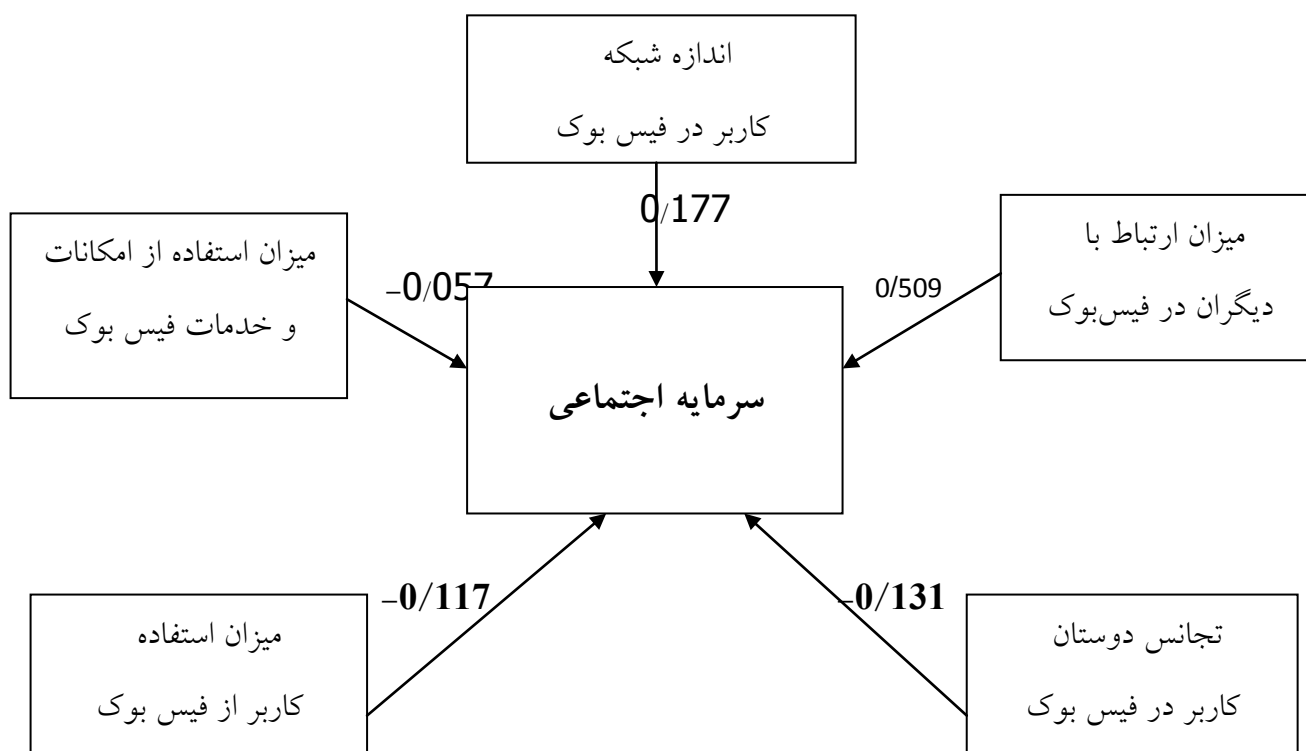 اندازه شبکه
کاربر در فیس بوک
0/177
میزان ارتباط با
دیگران در فیس‌بوک
0/509
میزان استفاده از امکانات
و خدمات فیس بوک
–0/057
سرمایه اجتماعی
–0/131
–0/117
تجانس دوستان
کاربر در فیس بوک
میزان استفاده
کاربر از فیس بوک